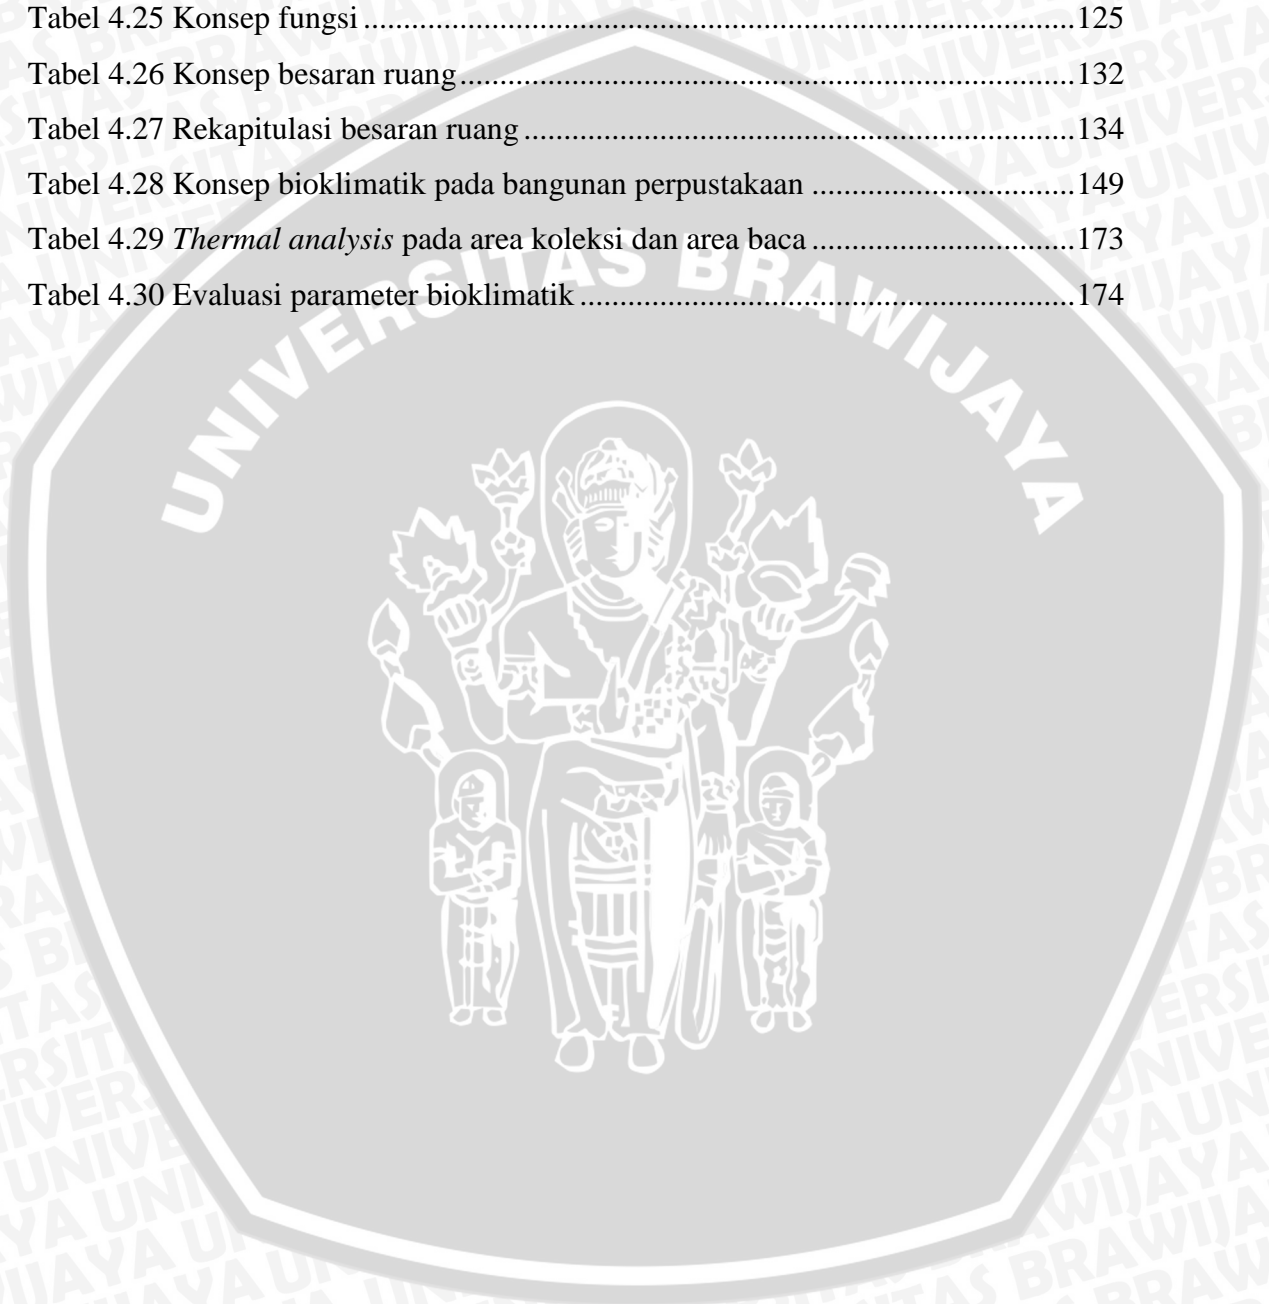 Tabel 4.25 Konsep fungsi ........................................................................................125
Tabel 4.26 Konsep besaran ruang............................................................................132
Tabel 4.27 Rekapitulasi besaran ruang ....................................................................134
Tabel 4.28 Konsep bioklimatik pada bangunan perpustakaan ................................149
Tabel 4.29 Thermal analysis pada area koleksi dan area baca ................................173
Tabel 4.30 Evaluasi parameter bioklimatik .............................................................174
UNIVERSITAS BRAWIJAYA